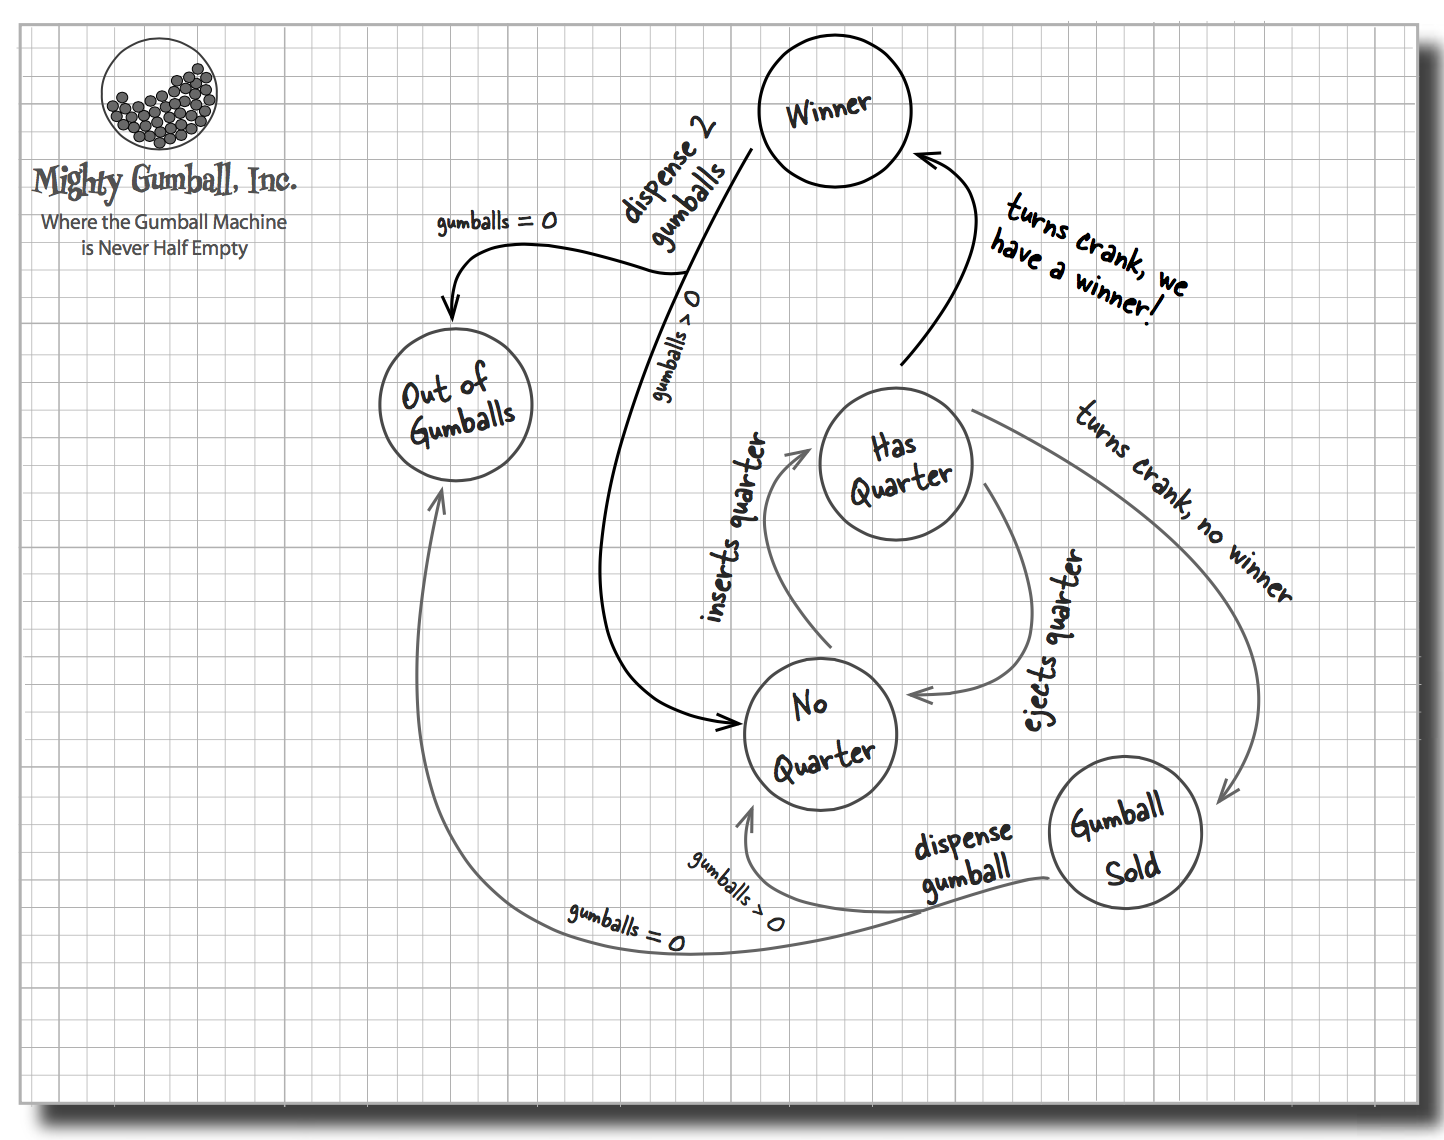 Mighty Gumball, Inc.
Where the Gumball Machine
is Never Half Empty
Winner
dispense 2
gumballs
gumballs = 0
gumballs > 0
turns crank, we
have a winner!
Out of
Gumballs
Has
Quarter
turns crank, no winner
inserts quarter
ejects quarter
No
Quarter
Gumball
Sold
dispense
gumball
gumballs > 0
gumballs = 0